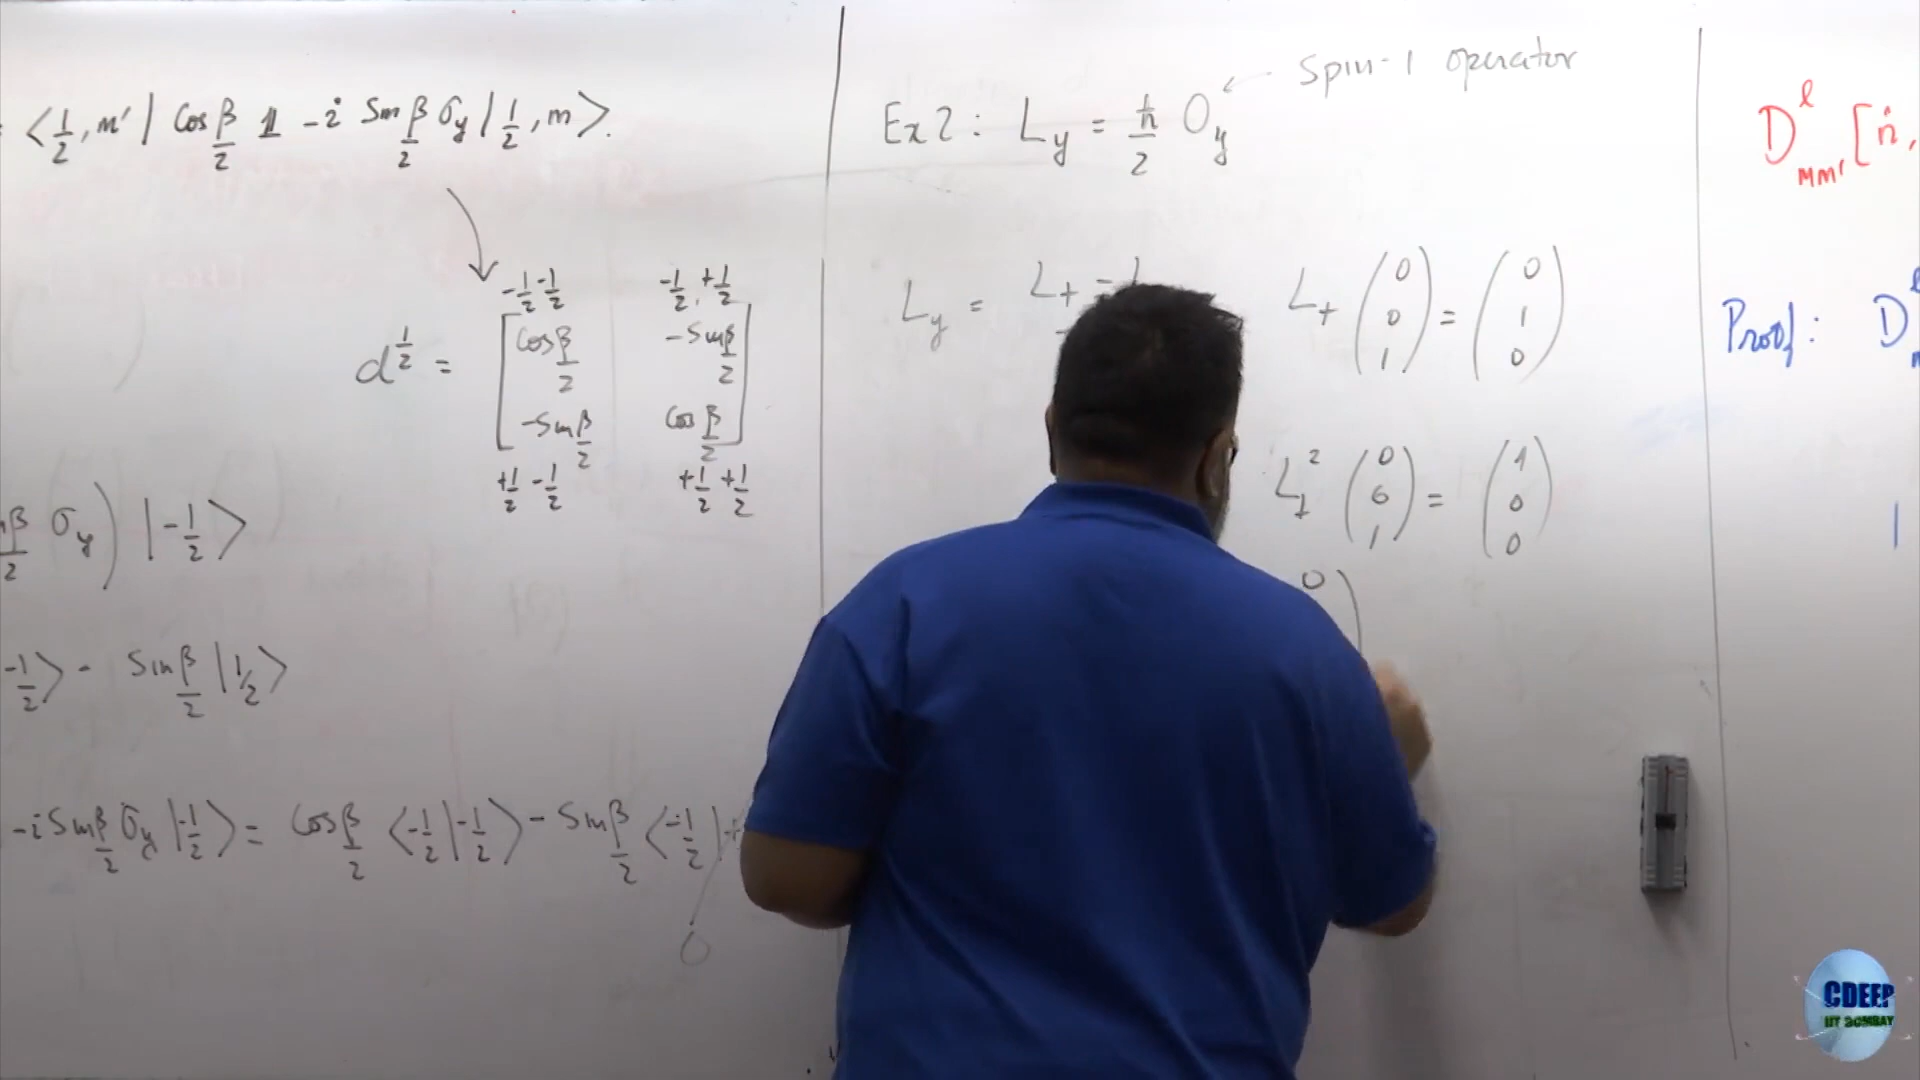 ⟨1/2, m' | Cos β/2 1 - i Sin β/2 σy | 1/2, m⟩.
-1/2 -1/2   -1/2, +1/2
d^{1/2} = [ Cos β/2   -Sin β/2
-Sin β/2   Cos β/2 ]
+1/2 -1/2   +1/2 +1/2
β/2 σy) |-1/2⟩
-1/2⟩ - Sin β/2 |1/2⟩
-i Sin β/2 σy |-1/2⟩ = Cos β/2 ⟨-1/2|-1/2⟩ - Sin β/2 ⟨-1/2|+
0
Spin-1 operator
Ex 2 : Ly = ħ/2 Oy
Ly = L+ - L
L+ (0 0 1) = (0 1 0)
L+^2 (0 0 1) = (1 0 0)
0)
D^l_{mm'} [n̂,
Proof : D
CDEEP
IIT BOMBAY